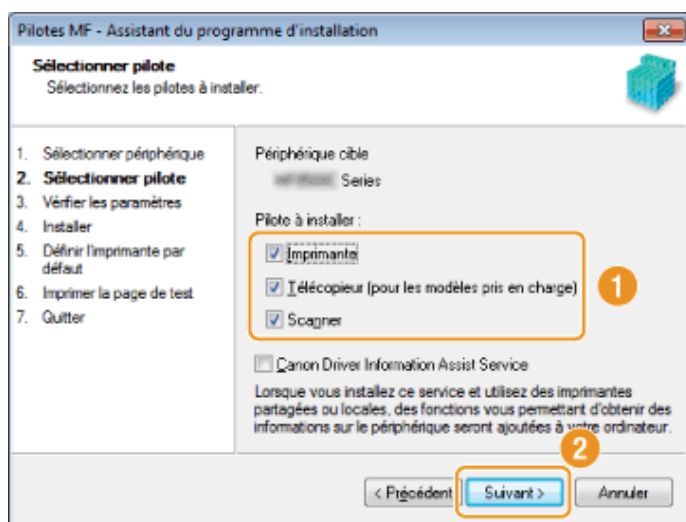 Pilotes MF - Assistant du programme d'installation
Sélectionner pilote
Sélectionnez les pilotes à installer.
1. Sélectionner périphérique
2. Sélectionner pilote
3. Vérfier les paramètres
4. Installer
5. Définir l'imprimante par
défaut
6. Imprimer la page de test
7. Quitter
Périphérique cible
Series
Pilote à installer :
Imprimante
Télécopieur (pour les modèles pris en charge)
Scanner
1
Canon Driver Information Assist Service
Lorsque vous installez ce service et utilisez des imprimantes
partagées ou locales, des fonctions vous permettant d'obtenir des
informations sur le périphérique seront ajoutées à votre ordinateur.
2
< Précédent
Suivant >
Annuler